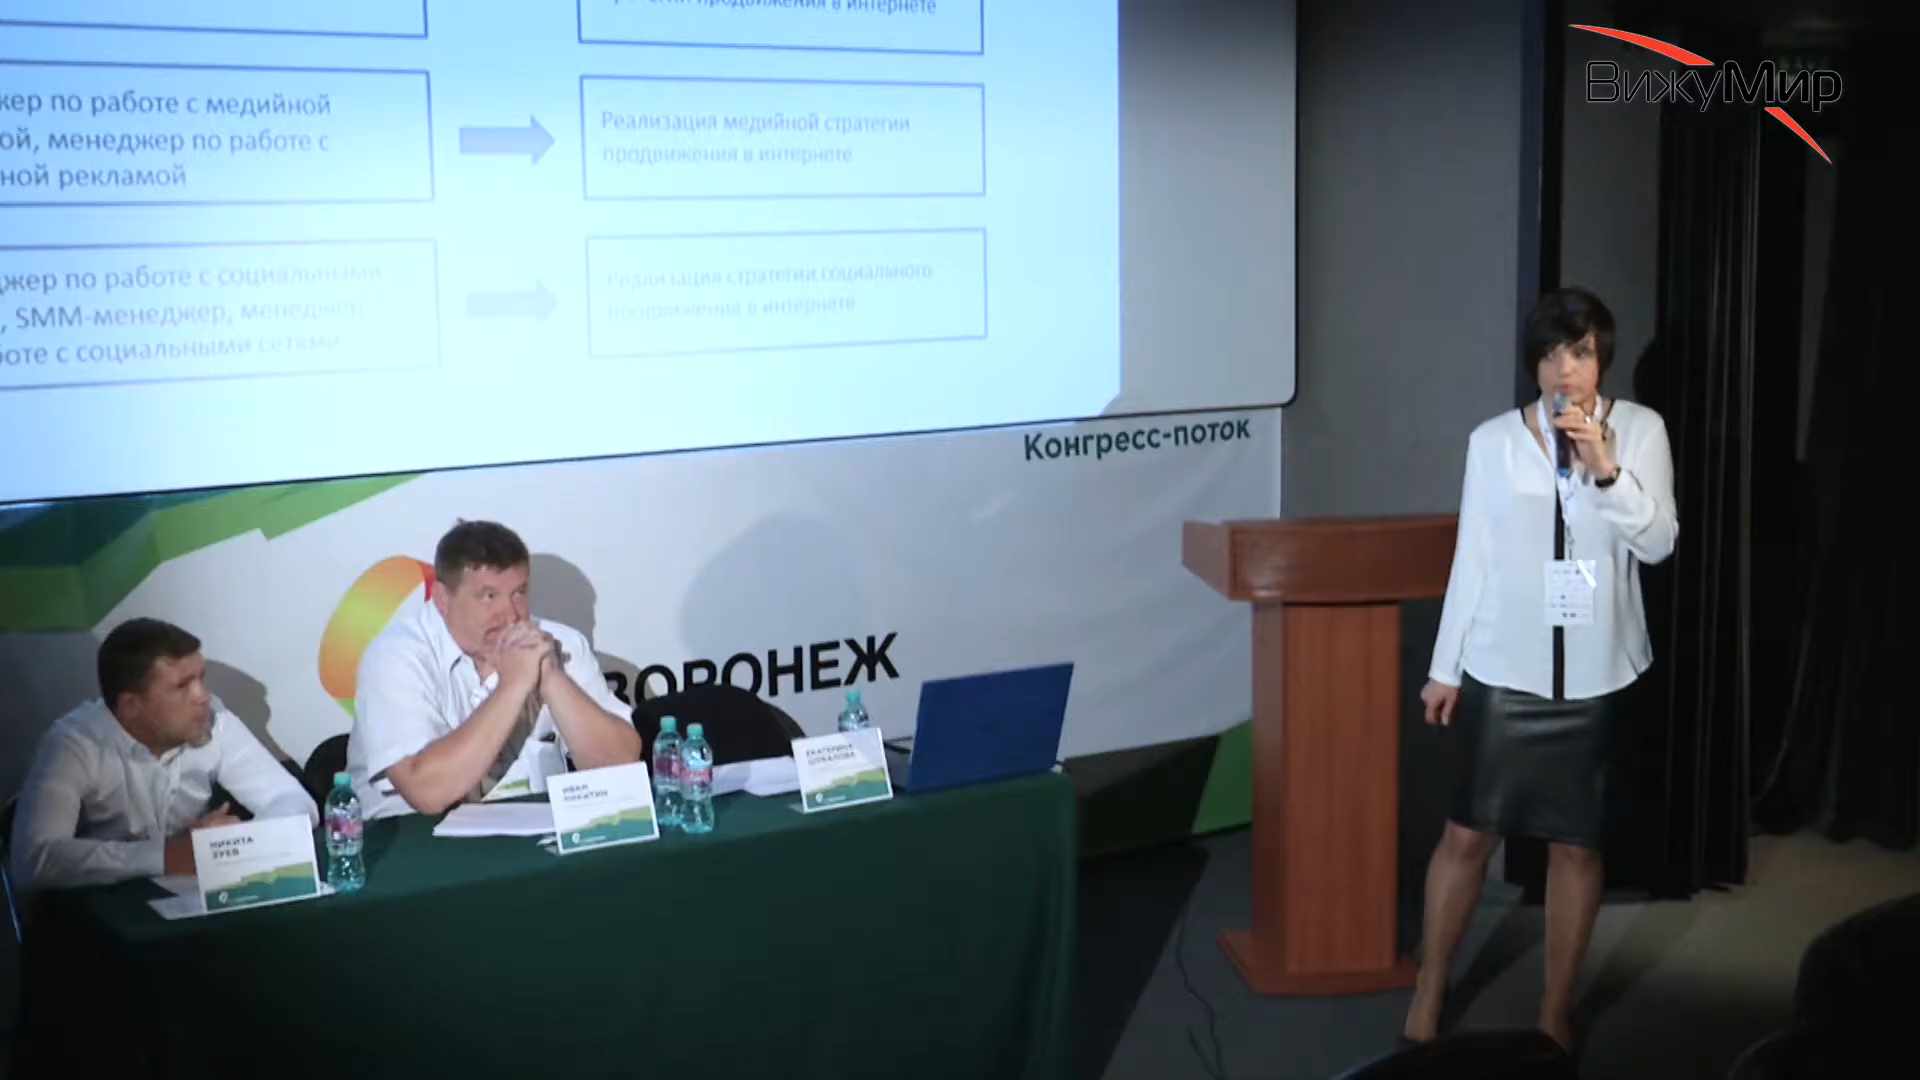 продвижения в интернете
жер по работе с медийной
ой, менеджер по работе с
ной рекламой
Реализация медийной стратегии
продвижения в интернете
джер по работе с социальными
, SMM-менеджер, менеджер
боте с социальными сетями
Реализация стратегии социального
продвижения в интернете
ВижуМир
Конгресс-поток
ВОРОНЕЖ
ЕКАТЕРИНА
ШУКАЛОВА
ИВАН
НИКИТИН
НИКИТА
ЗУЕВ